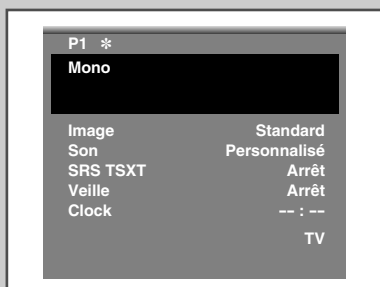 P1 ✻
Mono
Image Standard
Son Personnalisé
SRS TSXT Arrêt
Veille Arrêt
Clock -- : --
TV